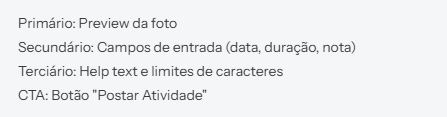 Primário: Preview da foto
Secundário: Campos de entrada (data, duração, nota)
Terciário: Help text e limites de caracteres
CTA: Botão "Postar Atividade"